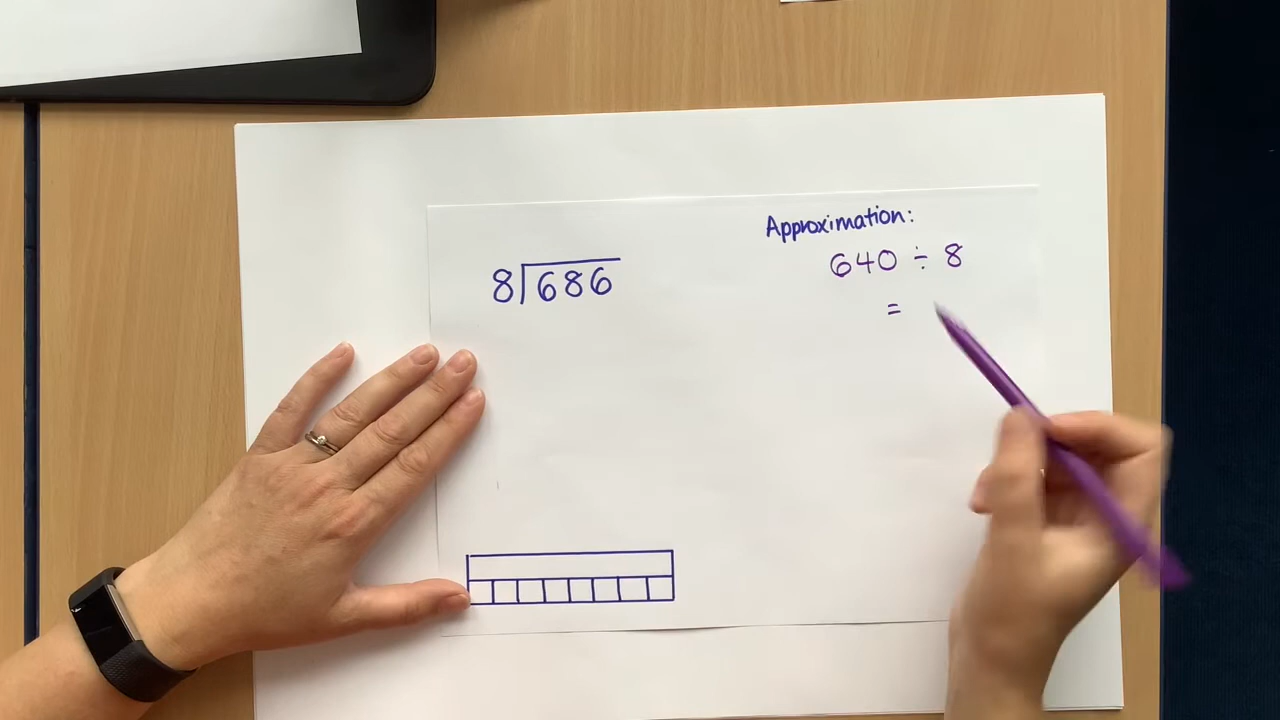 Approximation:
640 ÷ 8
8⟌686
=